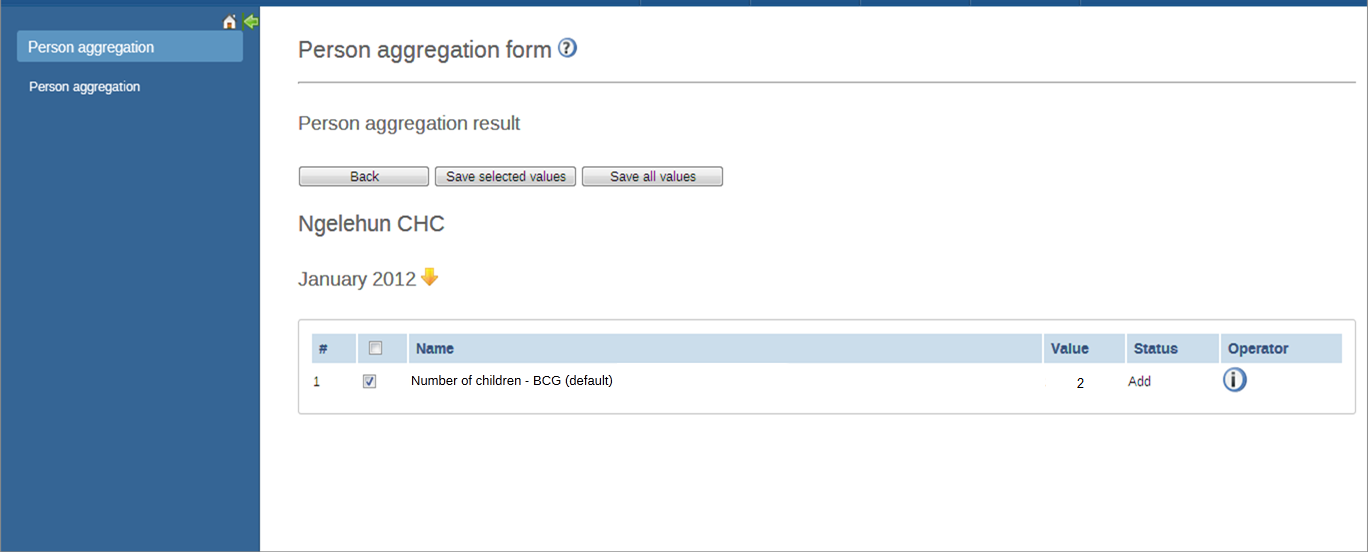 Person aggregation
Person aggregation
Person aggregation form ?
Person aggregation result
Back Save selected values Save all values
Ngelehun CHC
January 2012
# Name Value Status Operator
1 Number of children - BCG (default) 2 Add i